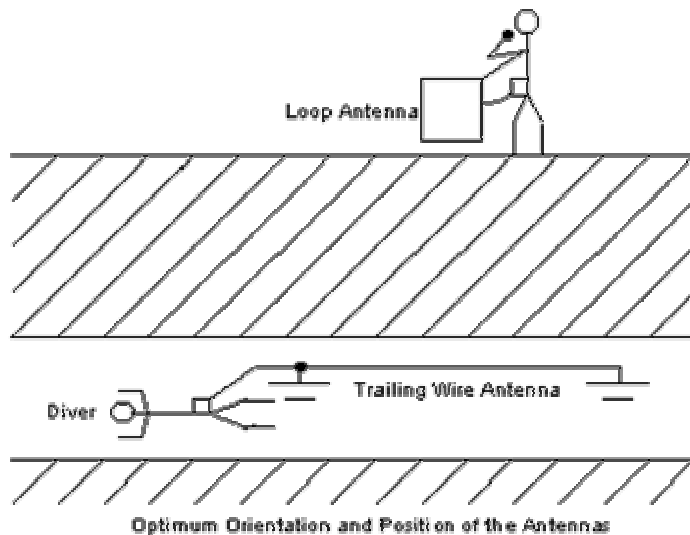 Loop Antenna
Trailing Wire Antenna
Diver
Optimum Orientation and Position of the Antennas